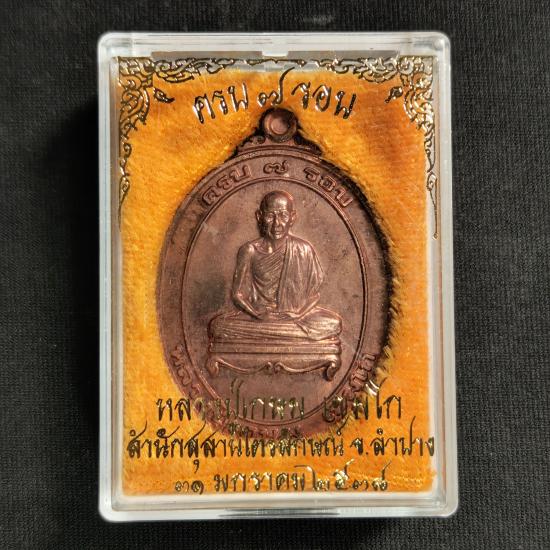 ครบ ๗ รอบ
ครบ ๗ รอบ
หลวงปู่เกษม เขมโก
สำนักสุสานไตรลักษณ์ จ.ลำปาง
๓๑ มกราคม ๒๕๓๘